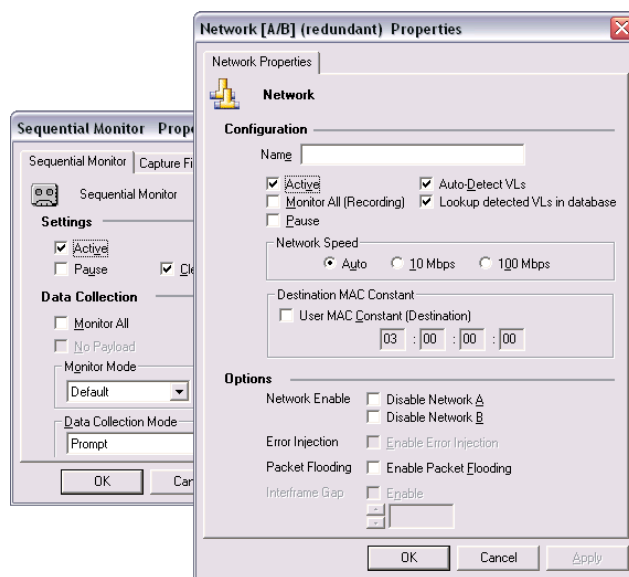 Network [A/B] (redundant) Properties
Network Properties
Network
Configuration
Name
Active
Auto-Detect VLs
Monitor All (Recording)
Lookup detected VLs in database
Pause
Network Speed
Auto
10 Mbps
100 Mbps
Destination MAC Constant
User MAC Constant (Destination)
03 : 00 : 00 : 00
Options
Network Enable
Disable Network A
Disable Network B
Error Injection
Enable Error Injection
Packet Flooding
Enable Packet Flooding
Interframe Gap
Enable
OK
Cancel
Apply
Sequential Monitor
Sequential Monitor
Capture
Sequential Monitor
Settings
Active
Pause
Data Collection
Monitor All
No Payload
Monitor Mode
Default
Data Collection Mode
Prompt
OK